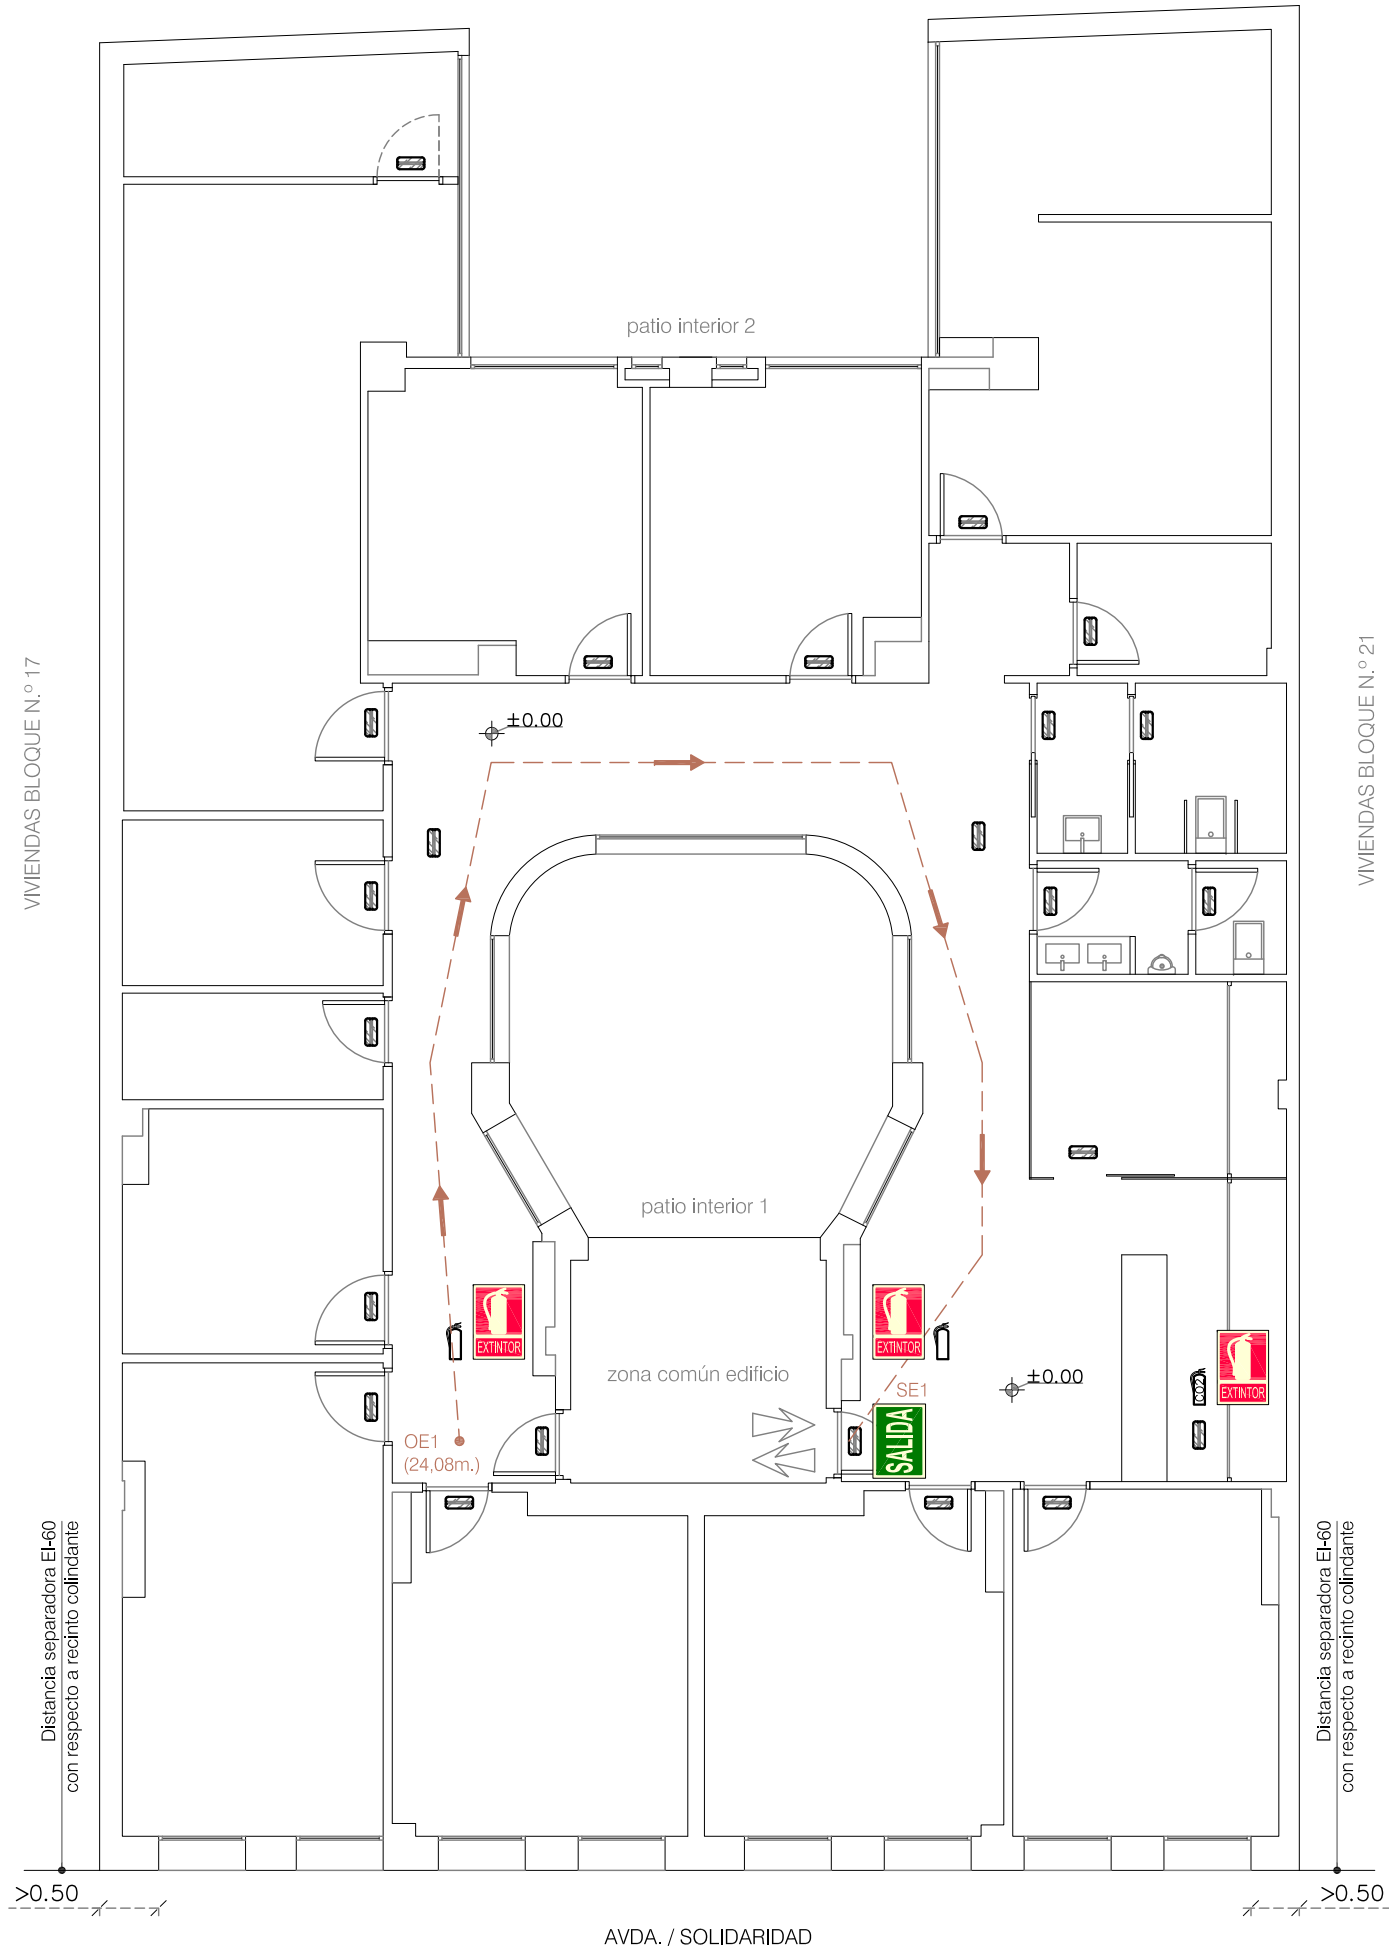 patio interior 2
VIVIENDAS BLOQUE N.º 17
VIVIENDAS BLOQUE N.º 21
±0.00
patio interior 1
EXTINTOR
EXTINTOR
EXTINTOR
CO2
zona común edificio
SE1
±0.00
SALIDA
OE1
(24,08m.)
Distancia separadora EI-60
con respecto a recinto colindante
Distancia separadora EI-60
con respecto a recinto colindante
>0.50
>0.50
AVDA. / SOLIDARIDAD